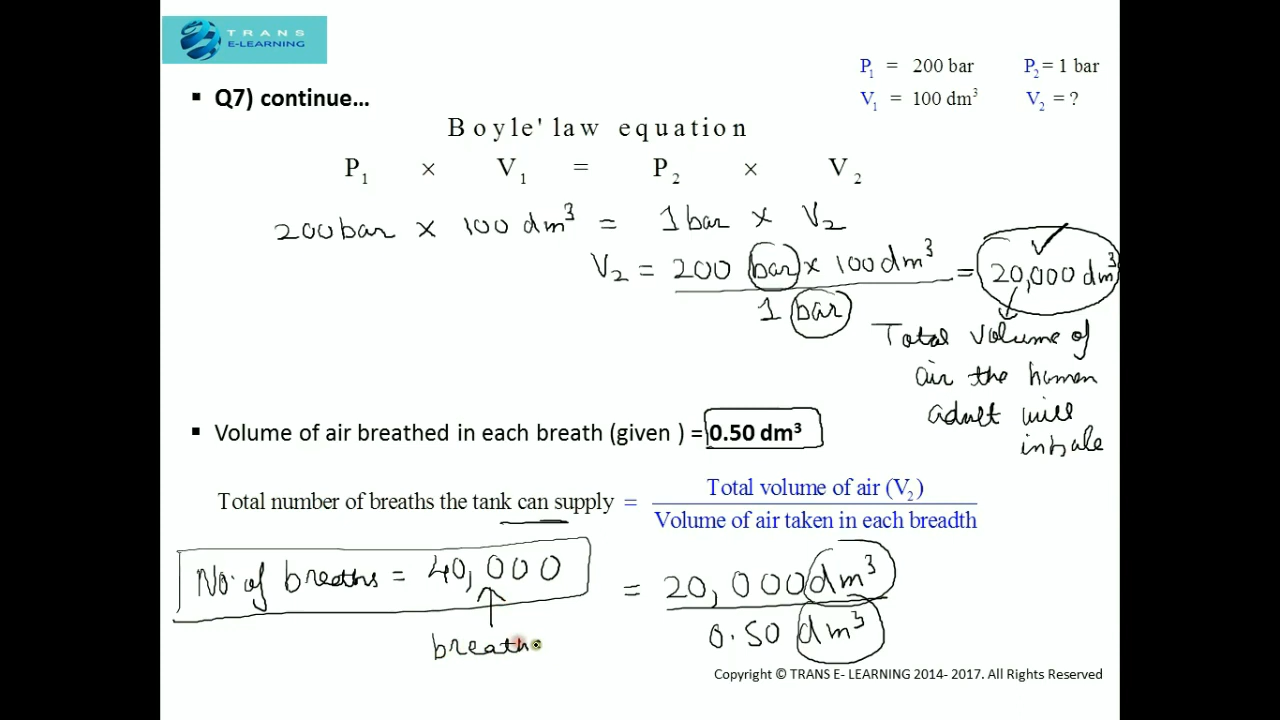 TRANS
E-LEARNING
P₁ = 200 bar P₂ = 1 bar
V₁ = 100 dm³ V₂ = ?
▪ Q7) continue…
Boyle' law equation
P₁ × V₁ = P₂ × V₂
200 bar × 100 dm³ = 1 bar × V₂
V₂ = 200 bar × 100 dm³ = 20,000 dm³
1 bar
Total volume of
air the human
adult will
inhale
▪ Volume of air breathed in each breath (given ) = 0.50 dm³
Total number of breaths the tank can supply = Total volume of air (V₂)
Volume of air taken in each breadth
No. of breaths = 40,000 = 20,000 dm³
0.50 dm³
breaths
Copyright © TRANS E- LEARNING 2014- 2017. All Rights Reserved